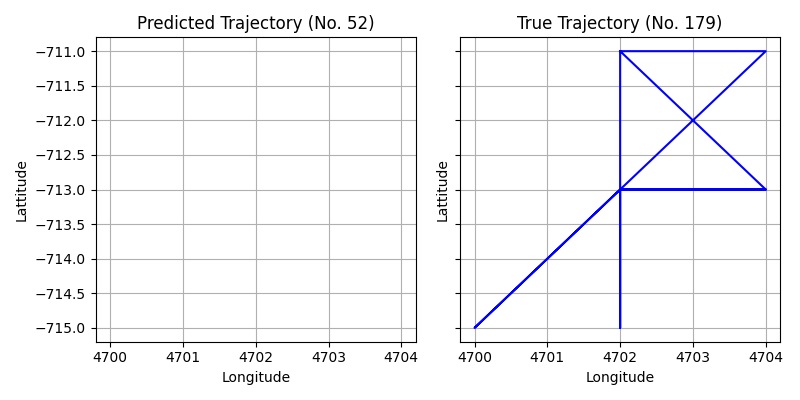 Predicted Trajectory (No. 52)
−711.0
−711.5
−712.0
−712.5
−713.0
−713.5
−714.0
−714.5
−715.0
Lattitude
4700 4701 4702 4703 4704
Longitude
True Trajectory (No. 179)
Lattitude
4700 4701 4702 4703 4704
Longitude